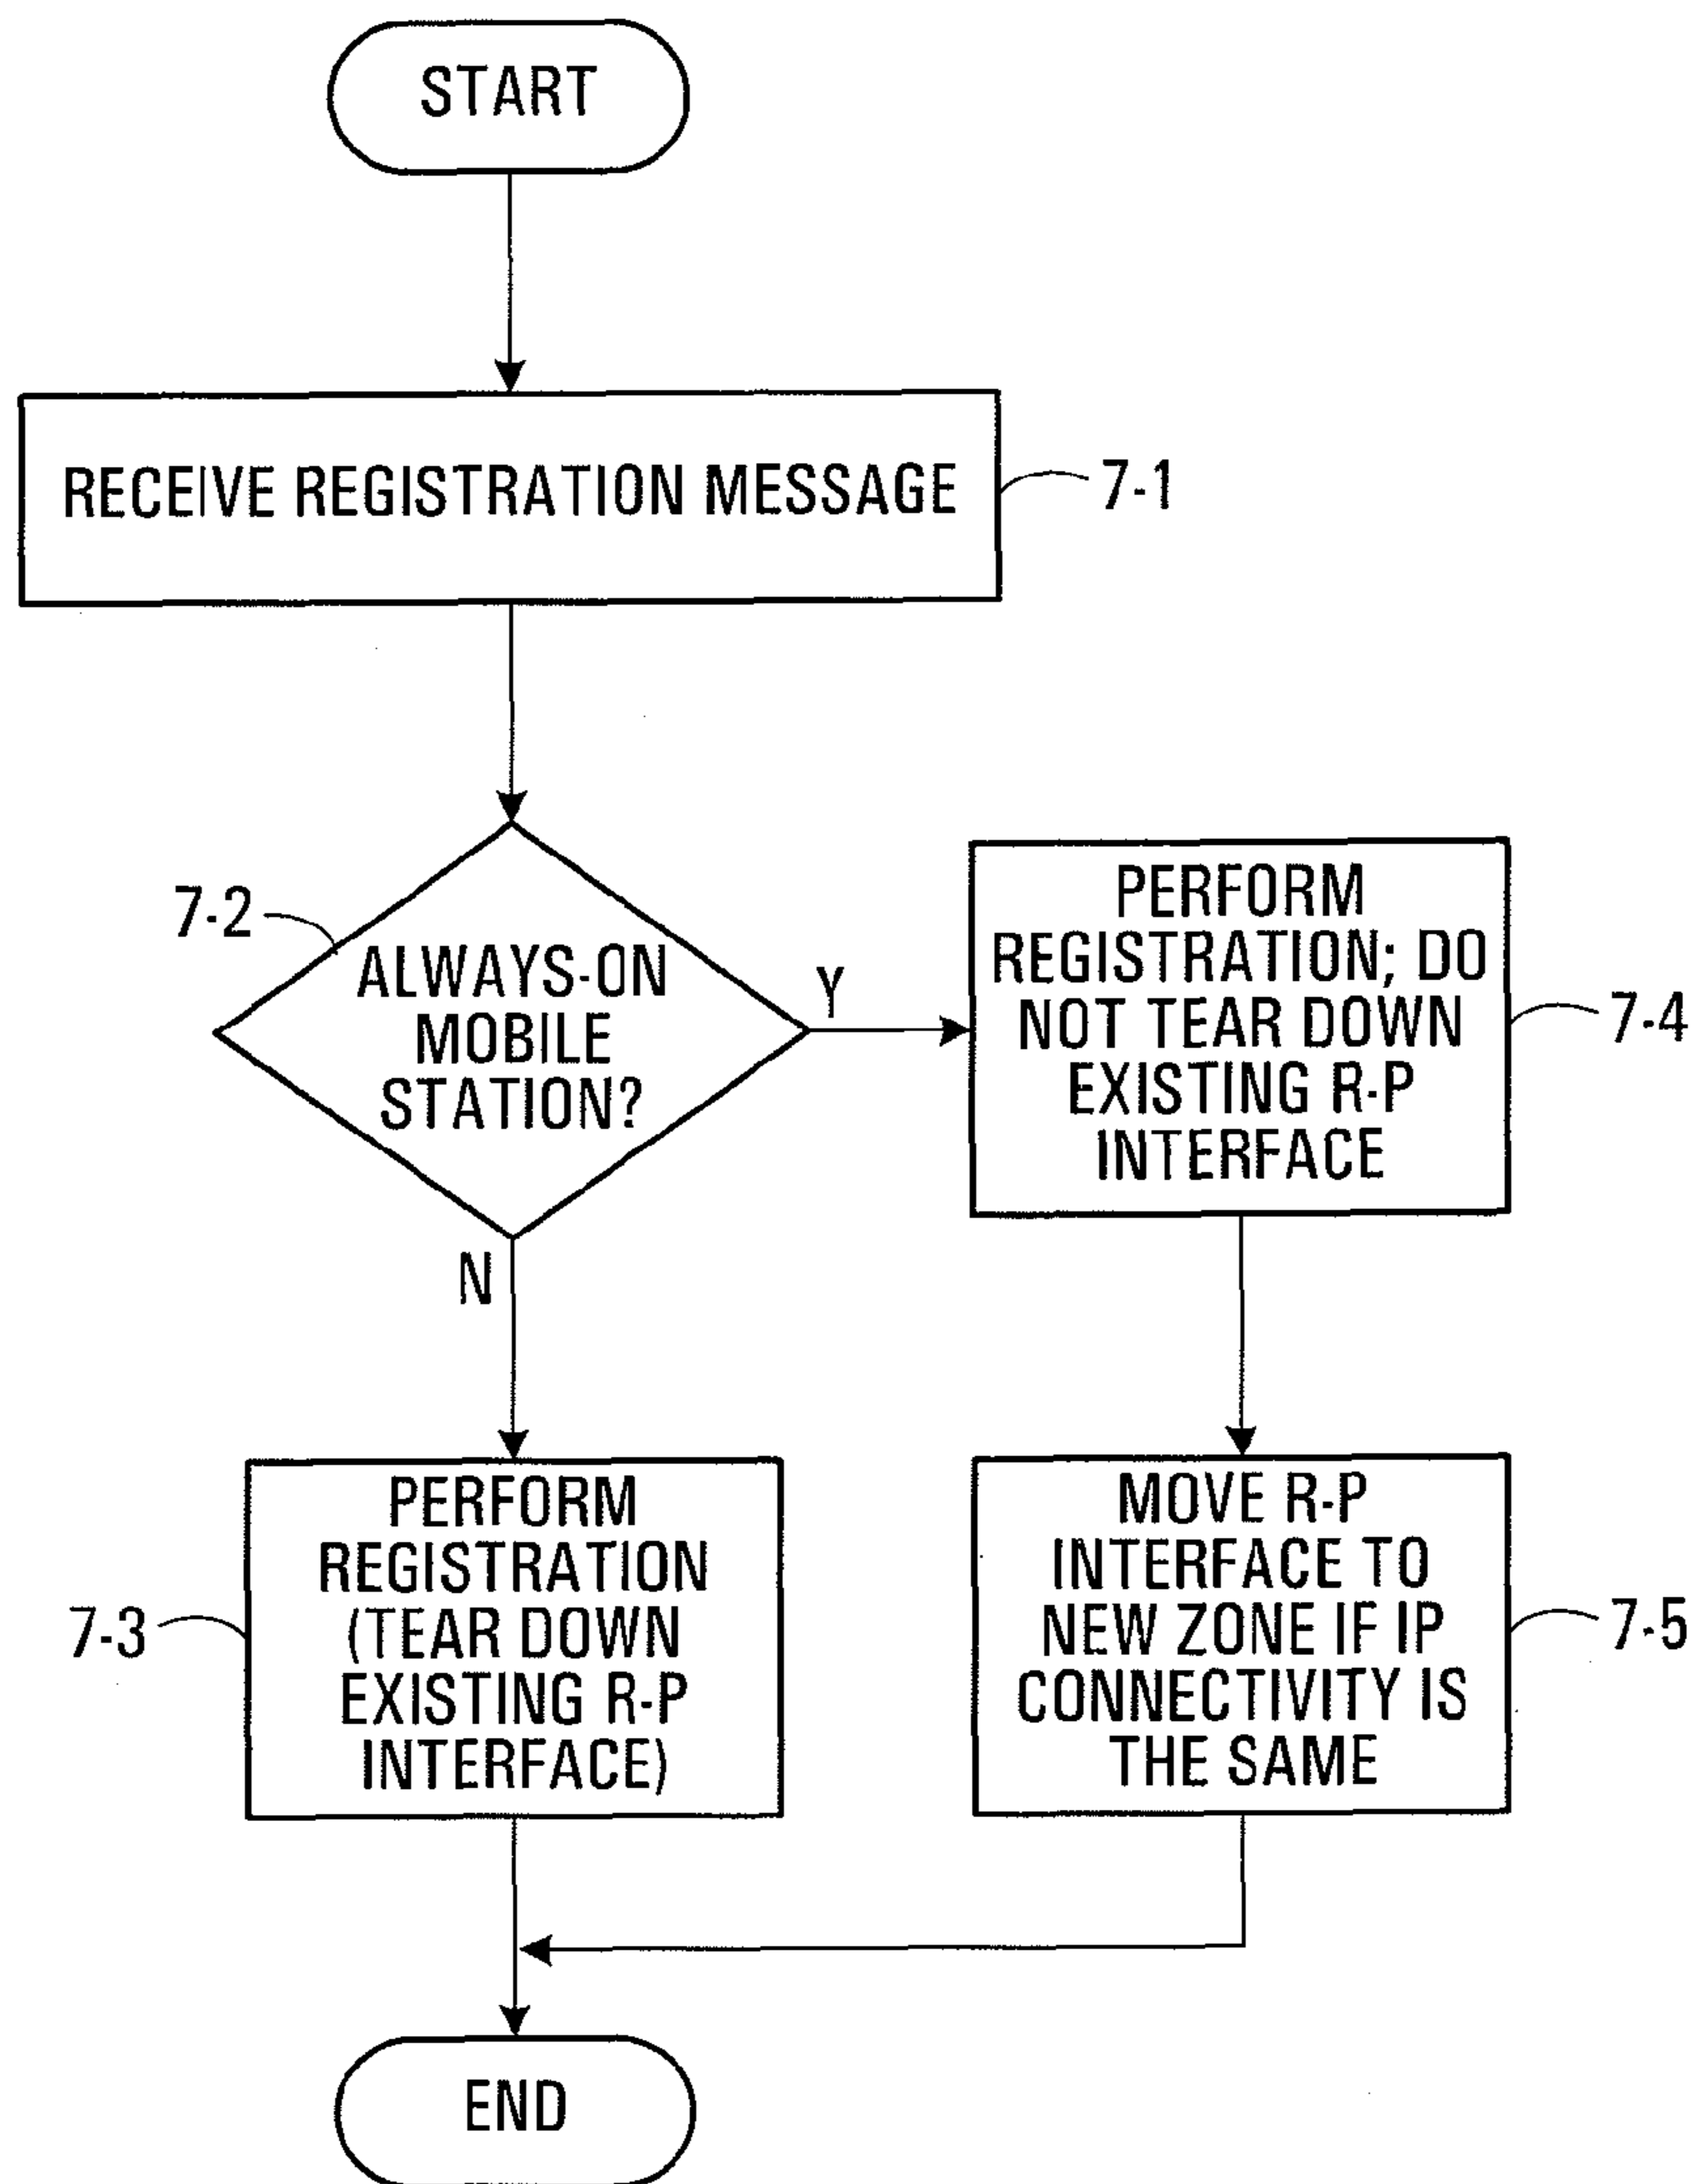 START
RECEIVE REGISTRATION MESSAGE
7-1
7-2
ALWAYS-ON
MOBILE
STATION?
Y
N
PERFORM
REGISTRATION; DO
NOT TEAR DOWN
EXISTING R-P
INTERFACE
7-4
PERFORM
REGISTRATION
(TEAR DOWN
EXISTING R-P
INTERFACE)
7-3
MOVE R-P
INTERFACE TO
NEW ZONE IF IP
CONNECTIVITY IS
THE SAME
7-5
END